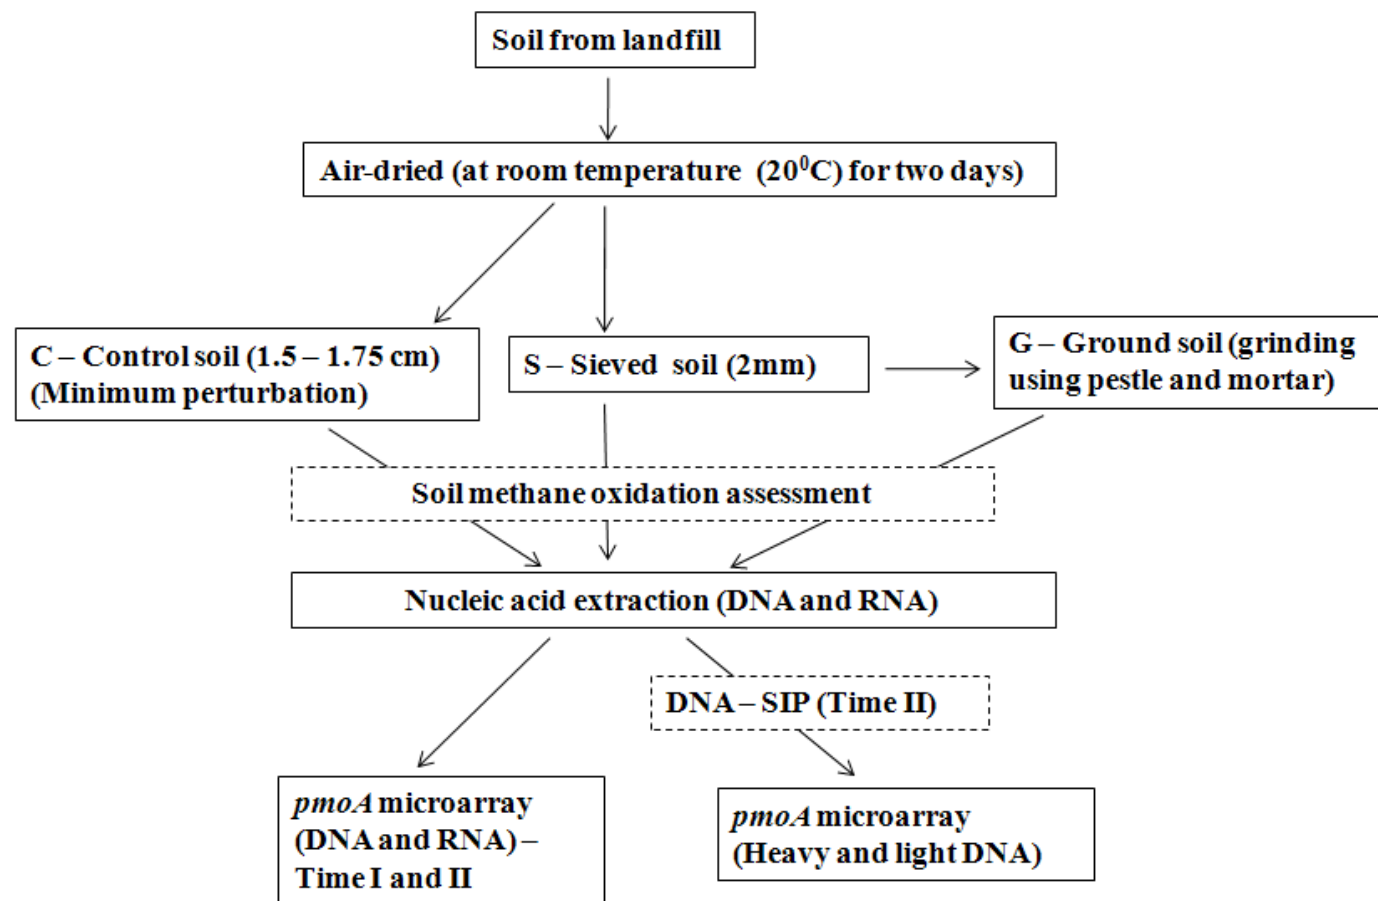 Soil from landfill
Air-dried (at room temperature (20⁰C) for two days)
C – Control soil (1.5 – 1.75 cm)
(Minimum perturbation)
S – Sieved soil (2mm)
G – Ground soil (grinding
using pestle and mortar)
Soil methane oxidation assessment
Nucleic acid extraction (DNA and RNA)
DNA – SIP (Time II)
pmoA microarray
(DNA and RNA) –
Time I and II
pmoA microarray
(Heavy and light DNA)